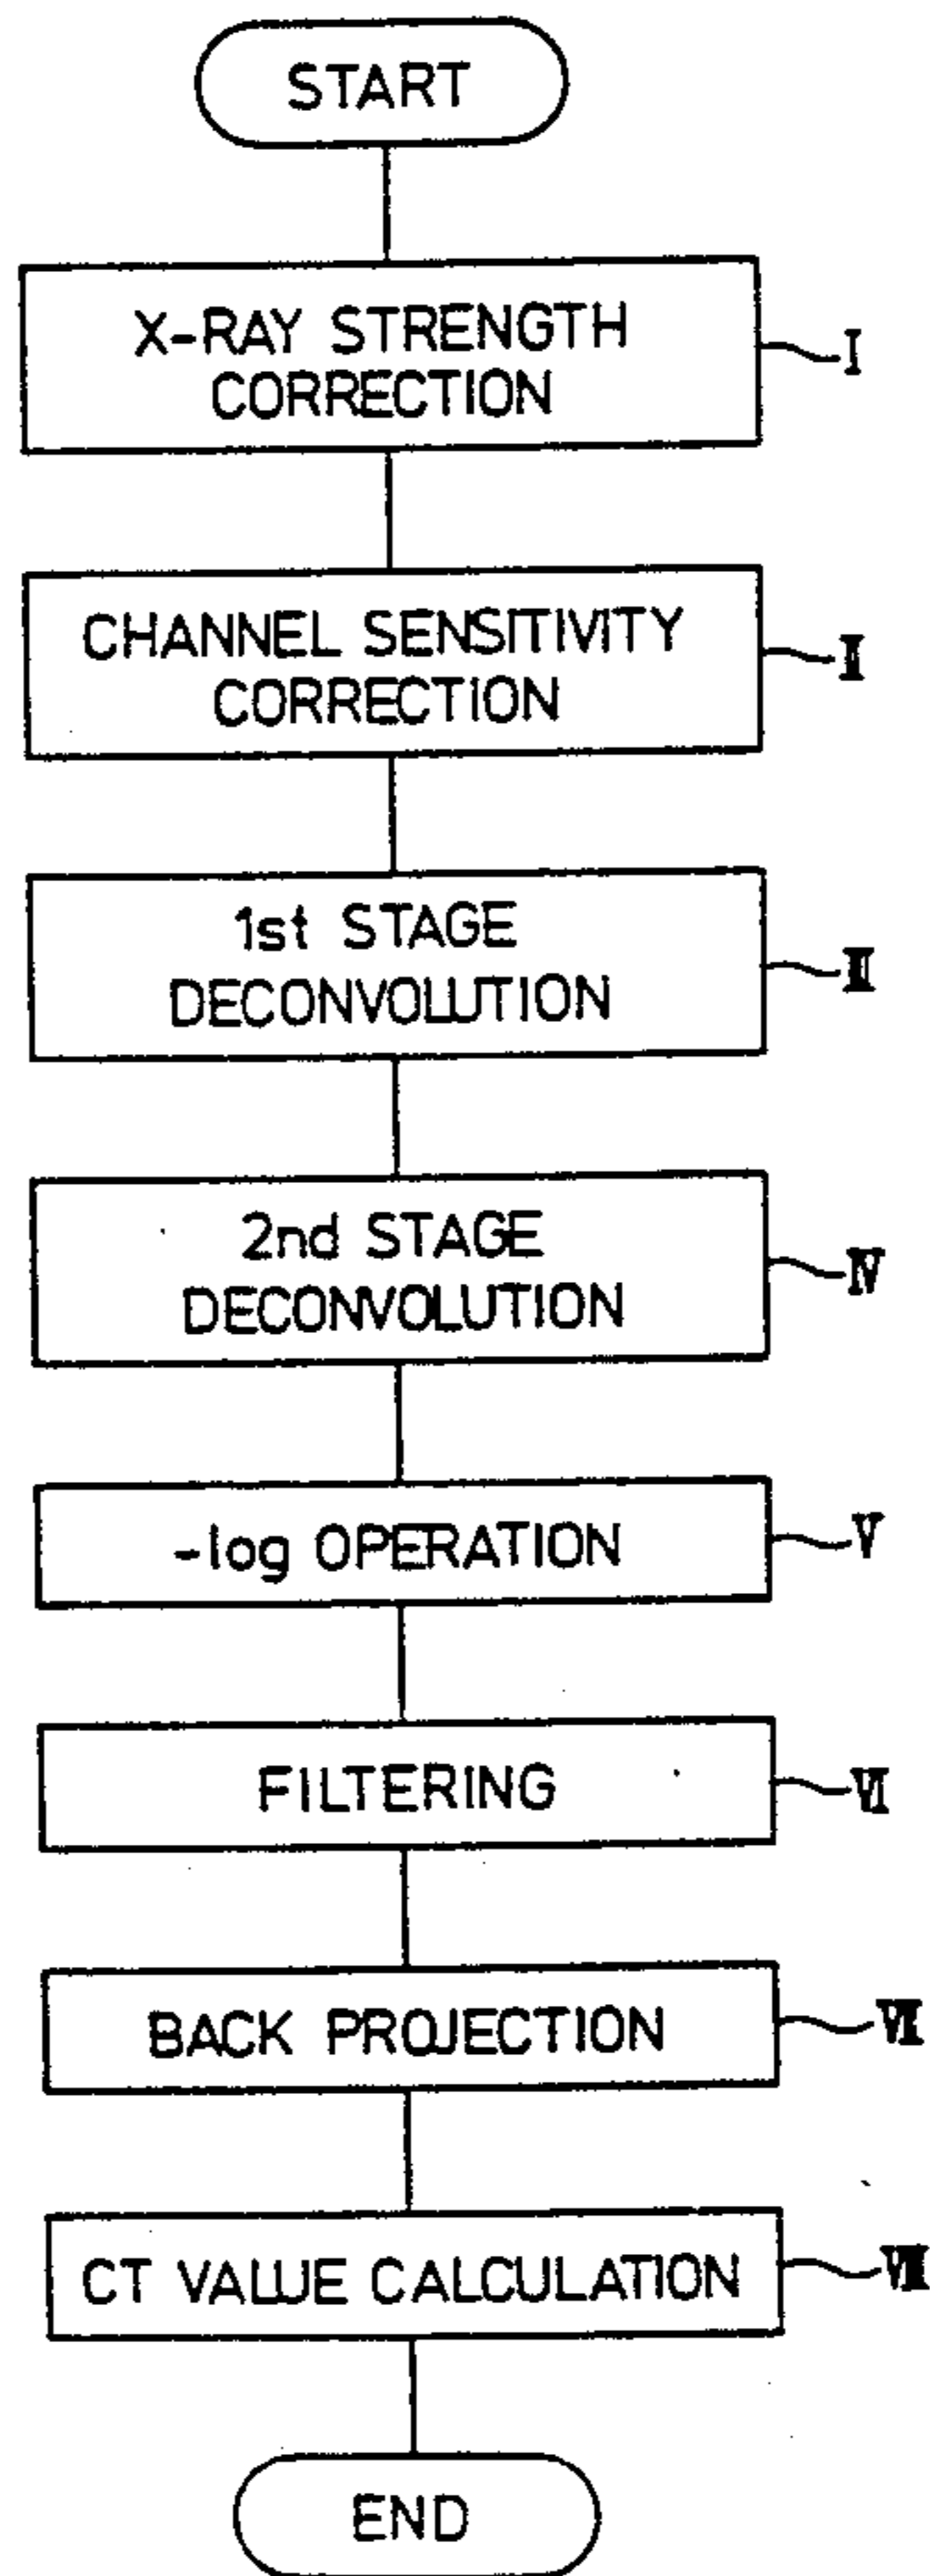 START
X-RAY STRENGTH
CORRECTION
I
CHANNEL SENSITIVITY
CORRECTION
II
1st STAGE
DECONVOLUTION
III
2nd STAGE
DECONVOLUTION
IV
-log OPERATION
V
FILTERING
VI
BACK PROJECTION
VII
CT VALUE CALCULATION
VIII
END